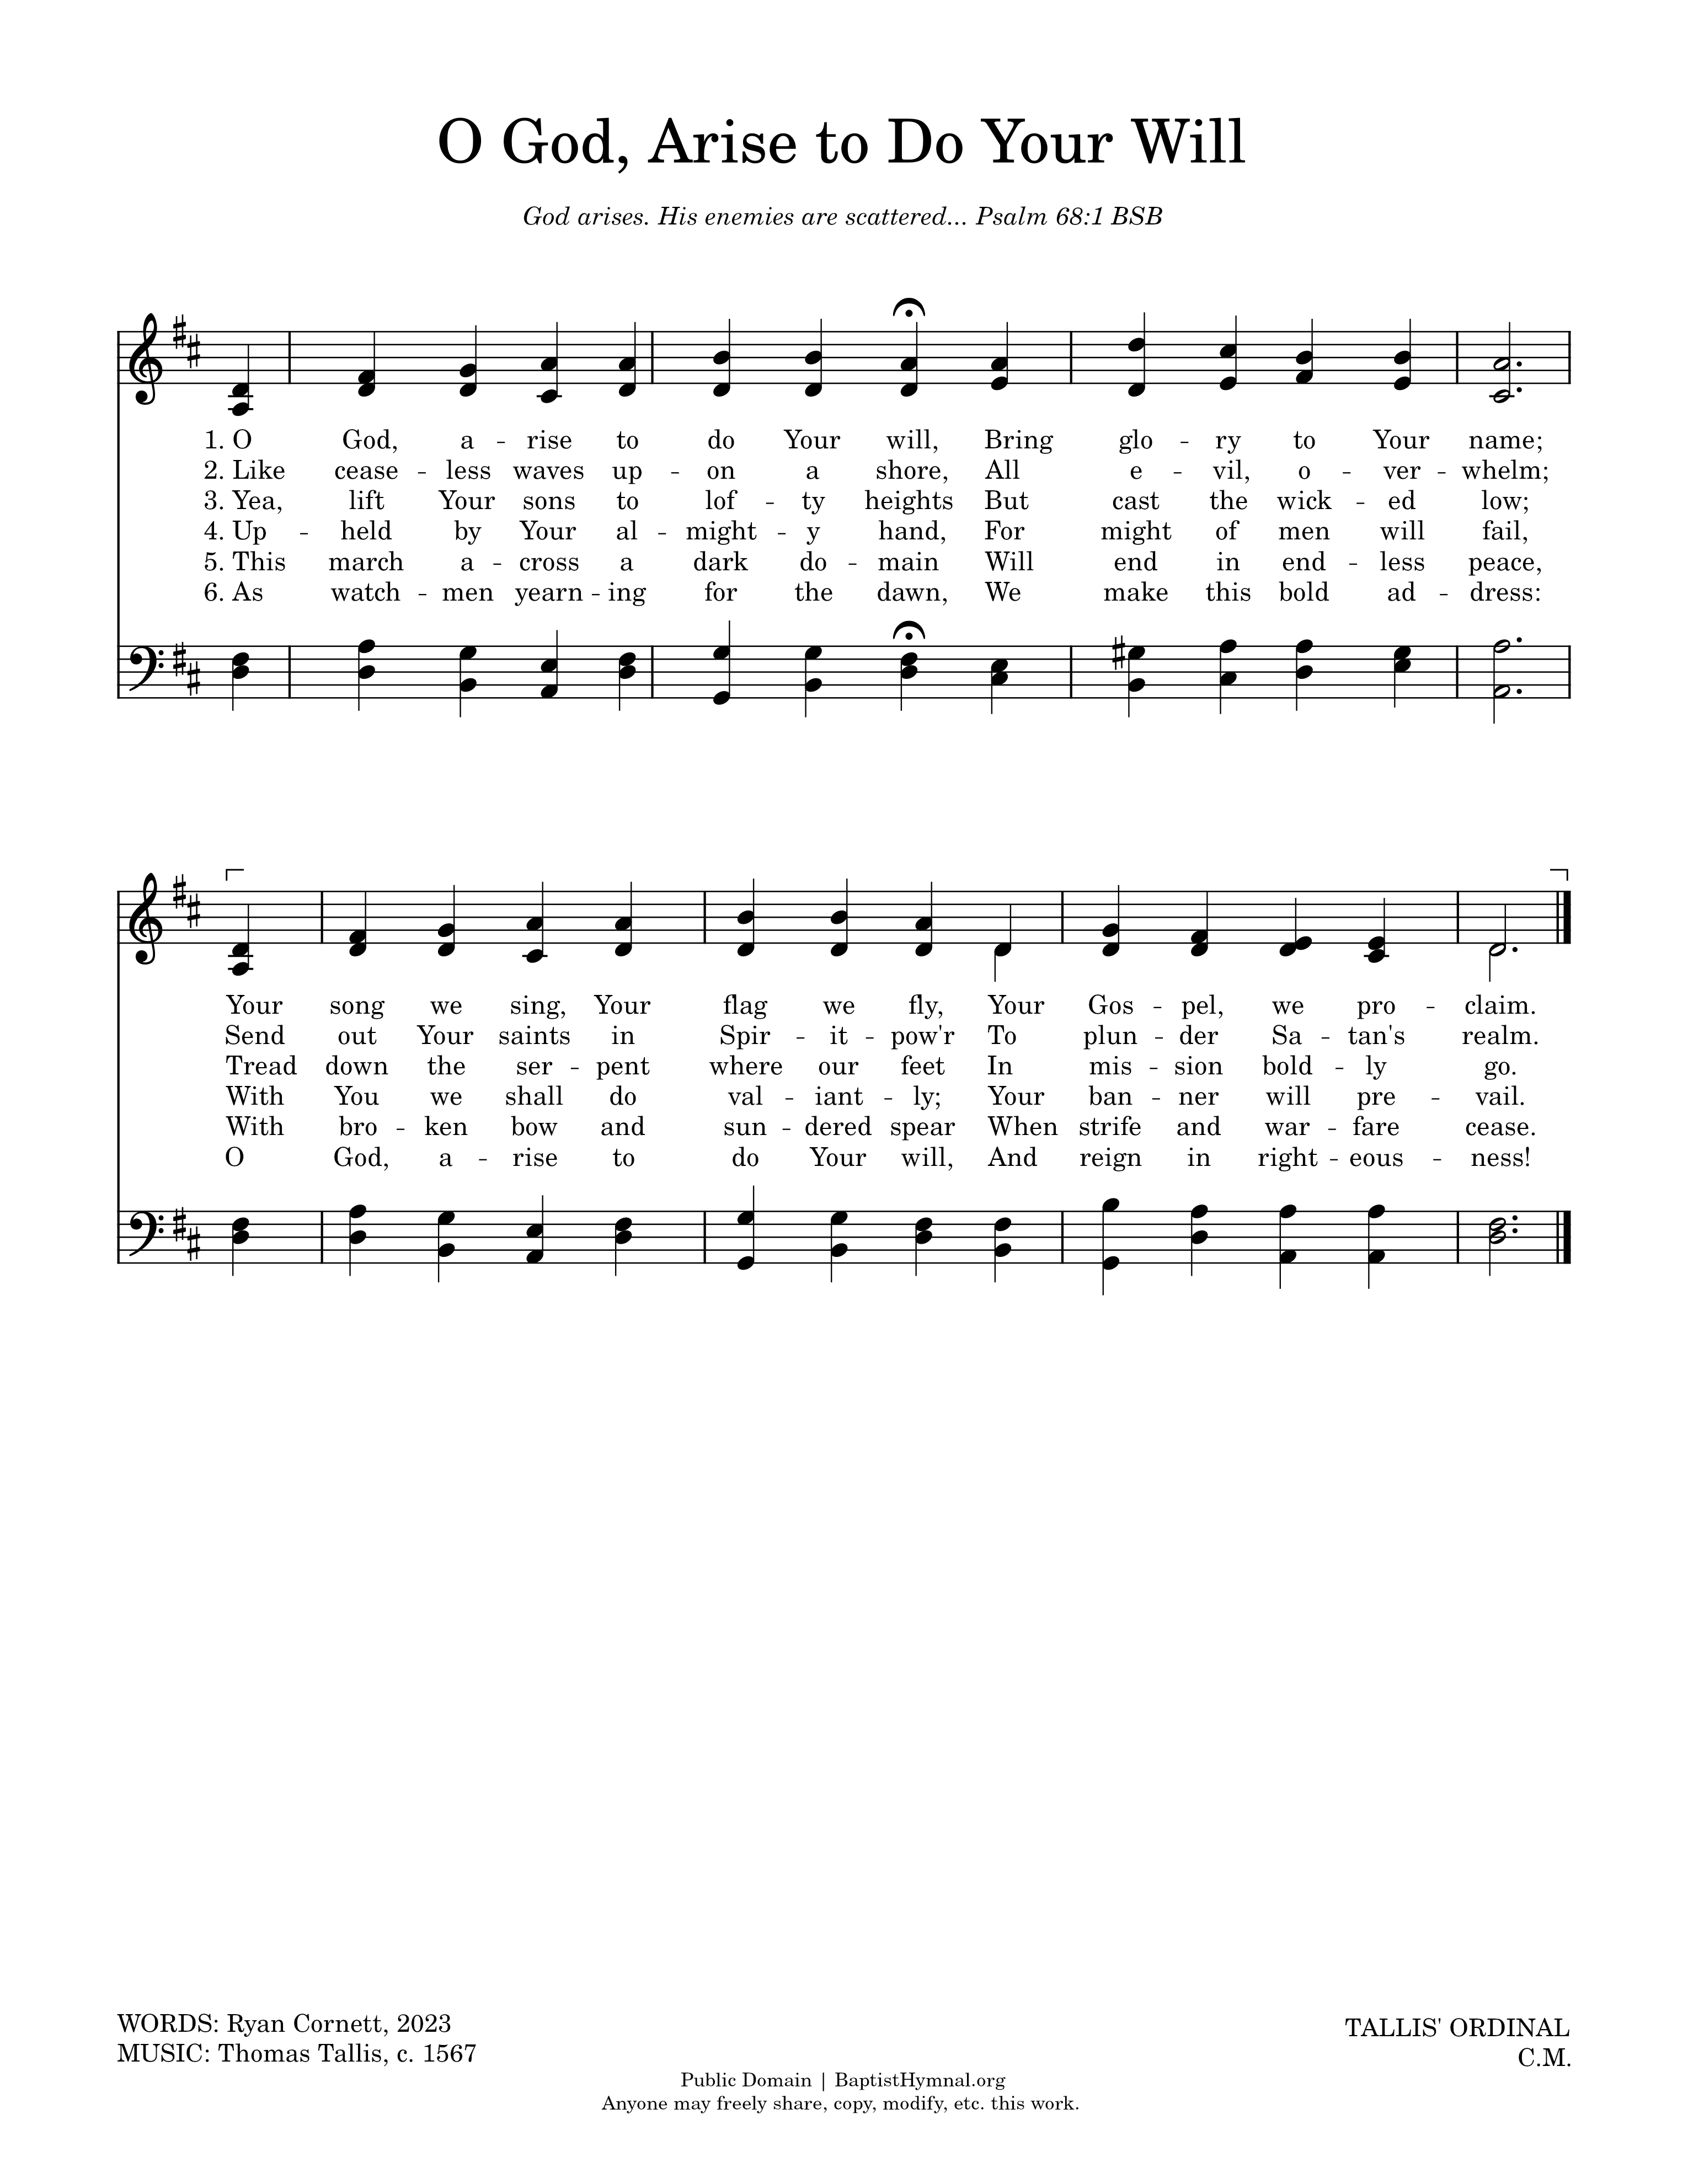 O God, Arise to Do Your Will
God arises. His enemies are scattered... Psalm 68:1 BSB
1. O God, a - rise to do Your will, Bring glo - ry to Your name;
2. Like cease - less waves up - on a shore, All e - vil, o - ver - whelm;
3. Yea, lift Your sons to lof - ty heights But cast the wick - ed low;
4. Up - held by Your al - might - y hand, For might of men will fail,
5. This march a - cross a dark do - main Will end in end - less peace,
6. As watch - men yearn - ing for the dawn, We make this bold ad - dress:
Your song we sing, Your flag we fly, Your Gos - pel, we pro - claim.
Send out Your saints in Spir - it - pow'r To plun - der Sa - tan's realm.
Tread down the ser - pent where our feet In mis - sion bold - ly go.
With You we shall do val - iant - ly; Your ban - ner will pre - vail.
With bro - ken bow and sun - dered spear When strife and war - fare cease.
O God, a - rise to do Your will, And reign in right - eous - ness!
WORDS: Ryan Cornett, 2023
MUSIC: Thomas Tallis, c. 1567
TALLIS' ORDINAL
C.M.
Public Domain | BaptistHymnal.org
Anyone may freely share, copy, modify, etc. this work.